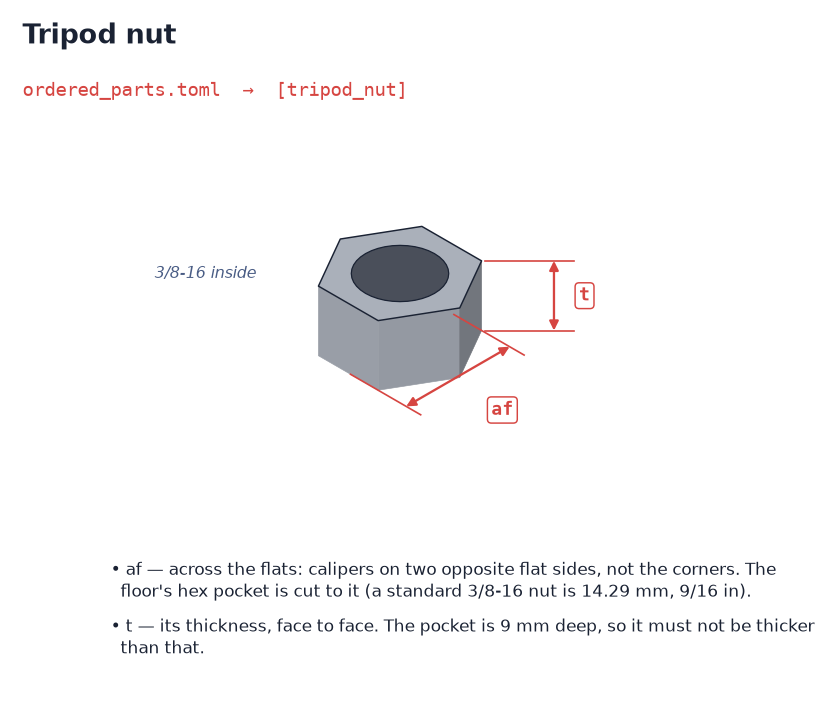 Tripod nut
ordered_parts.toml → [tripod_nut]
3/8-16 inside
t
af
• af — across the flats: calipers on two opposite flat sides, not the corners. The
floor's hex pocket is cut to it (a standard 3/8-16 nut is 14.29 mm, 9/16 in).
• t — its thickness, face to face. The pocket is 9 mm deep, so it must not be thicker
than that.